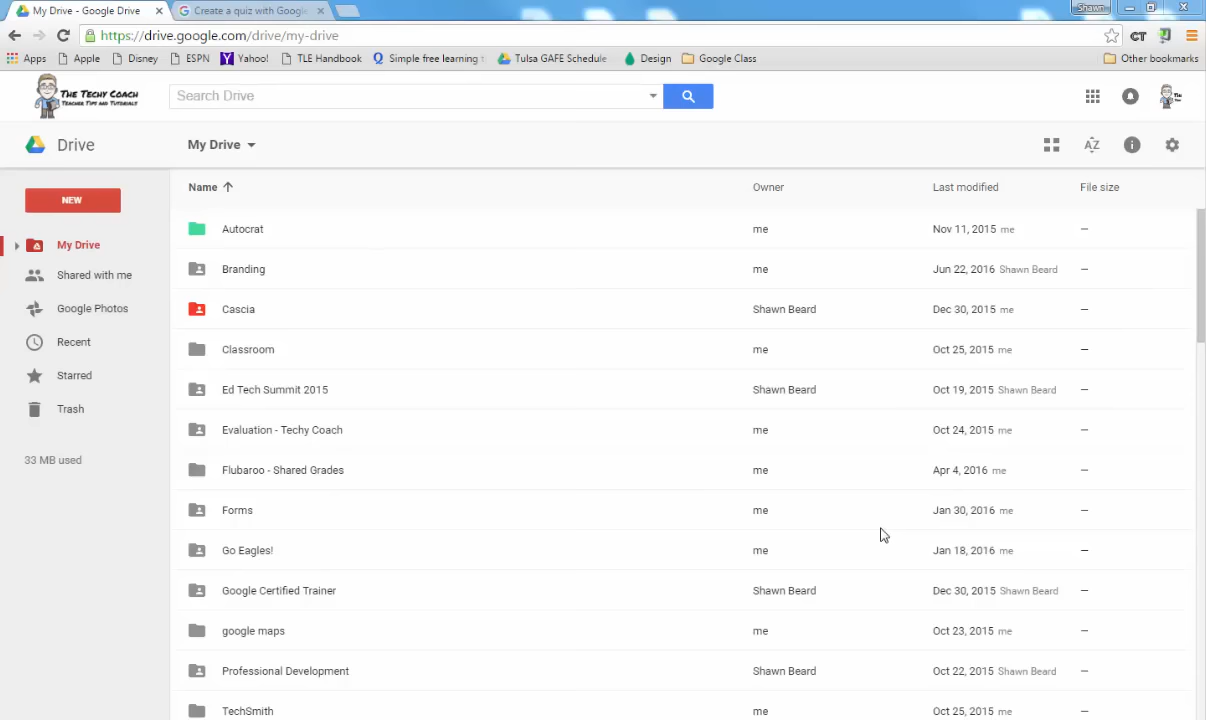 My Drive - Google Drive
Create a quiz with Google
Shawn
https://drive.google.com/drive/my-drive
CT
Apps Apple Disney ESPN Yahoo! TLE Handbook Simple free learning Tulsa GAFE Schedule Design Google Class Other bookmarks
THE TECHY COACH
TEACHER TIPS AND TUTORIALS
Search Drive
Drive
My Drive
AZ
NEW
My Drive
Shared with me
Google Photos
Recent
Starred
Trash
33 MB used
Name Owner Last modified File size
Autocrat me Nov 11, 2015 me —
Branding me Jun 22, 2016 Shawn Beard —
Cascia Shawn Beard Dec 30, 2015 me —
Classroom me Oct 25, 2015 me —
Ed Tech Summit 2015 Shawn Beard Oct 19, 2015 Shawn Beard —
Evaluation - Techy Coach me Oct 24, 2015 me —
Flubaroo - Shared Grades me Apr 4, 2016 me —
Forms me Jan 30, 2016 me —
Go Eagles! me Jan 18, 2016 me —
Google Certified Trainer Shawn Beard Dec 30, 2015 Shawn Beard —
google maps me Oct 23, 2015 me —
Professional Development Shawn Beard Oct 22, 2015 Shawn Beard —
TechSmith me Oct 25, 2015 me —